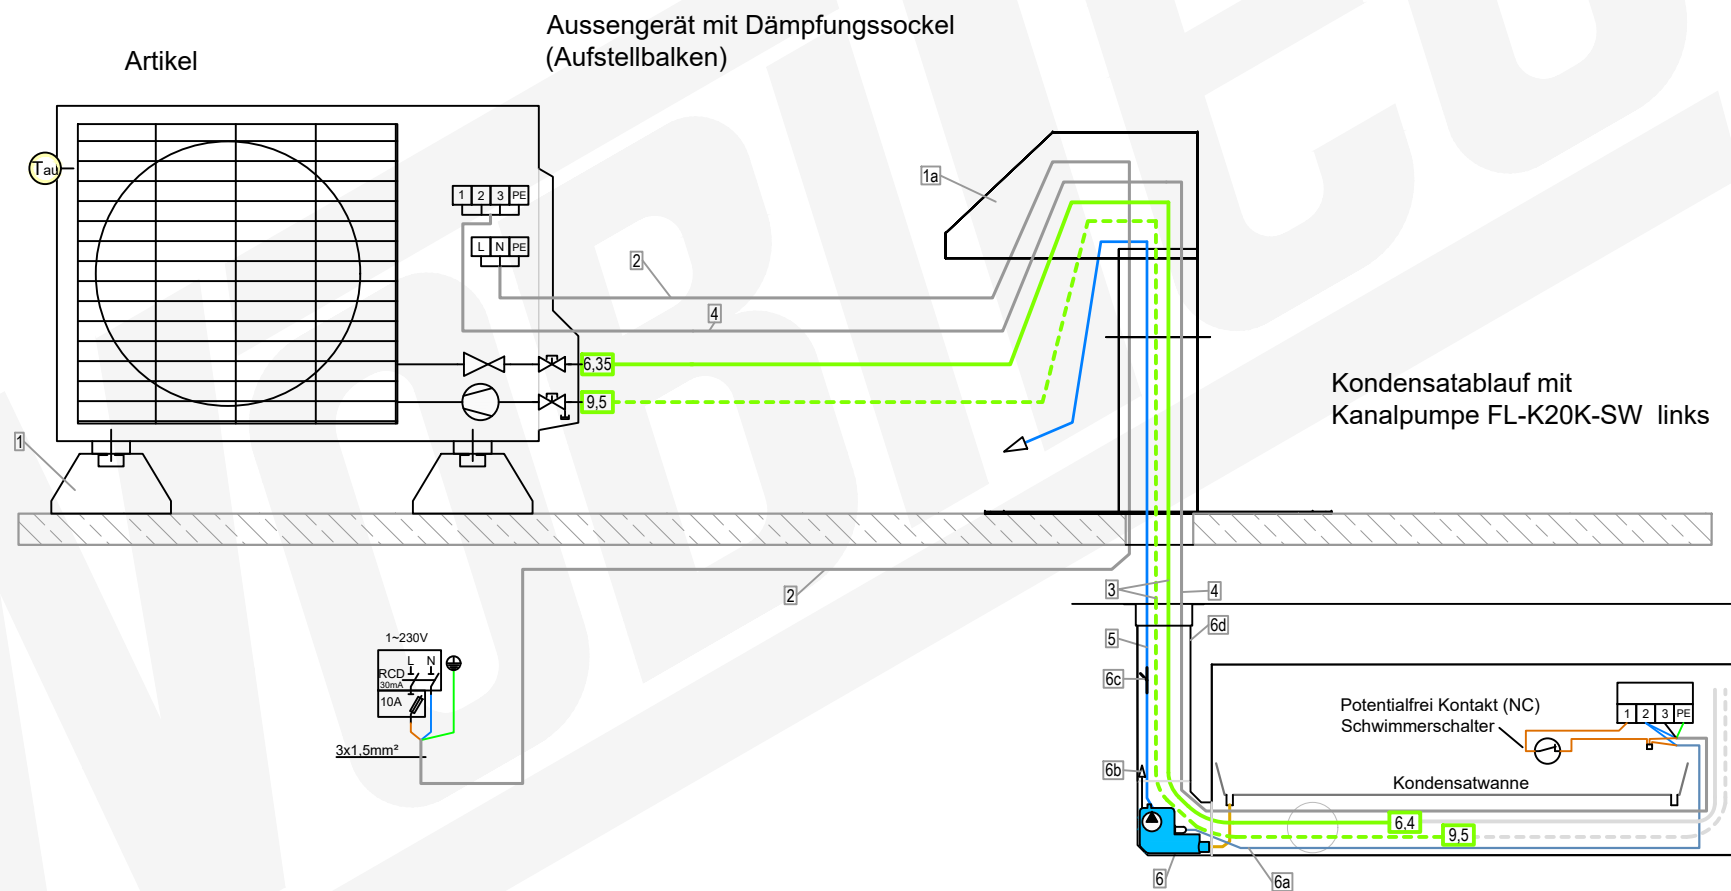 Aussengerät mit Dämpfungssockel
(Aufstellbalken)
Artikel
Tau
1 2 3 PE
L N PE
1a
2
4
6,35
9,5
Kondensatablauf mit
Kanalpumpe FL-K20K-SW links
1
2
3
4
5
6d
6c
6b
1~230V
L N
RCD
30mA
10A
3x1,5mm²
Potentialfrei Kontakt (NC)
Schwimmerschalter
1 2 3 PE
Kondensatwanne
6,4
9,5
6
6a